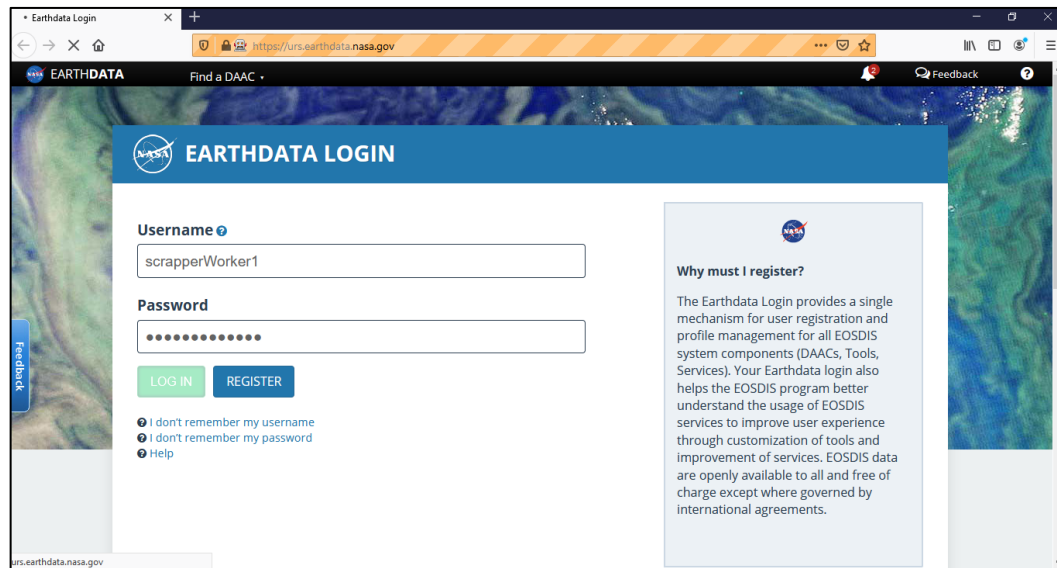 Earthdata Login
https://urs.earthdata.nasa.gov
NASA EARTHDATA Find a DAAC 2 Feedback ?
NASA EARTHDATA LOGIN
Username ?
scrapperWorker1
Password
LOG IN REGISTER
? I don't remember my username
? I don't remember my password
? Help
Feedback
NASA
Why must I register?
The Earthdata Login provides a single
mechanism for user registration and
profile management for all EOSDIS
system components (DAACs, Tools,
Services). Your Earthdata login also
helps the EOSDIS program better
understand the usage of EOSDIS
services to improve user experience
through customization of tools and
improvement of services. EOSDIS data
are openly available to all and free of
charge except where governed by
international agreements.
urs.earthdata.nasa.gov